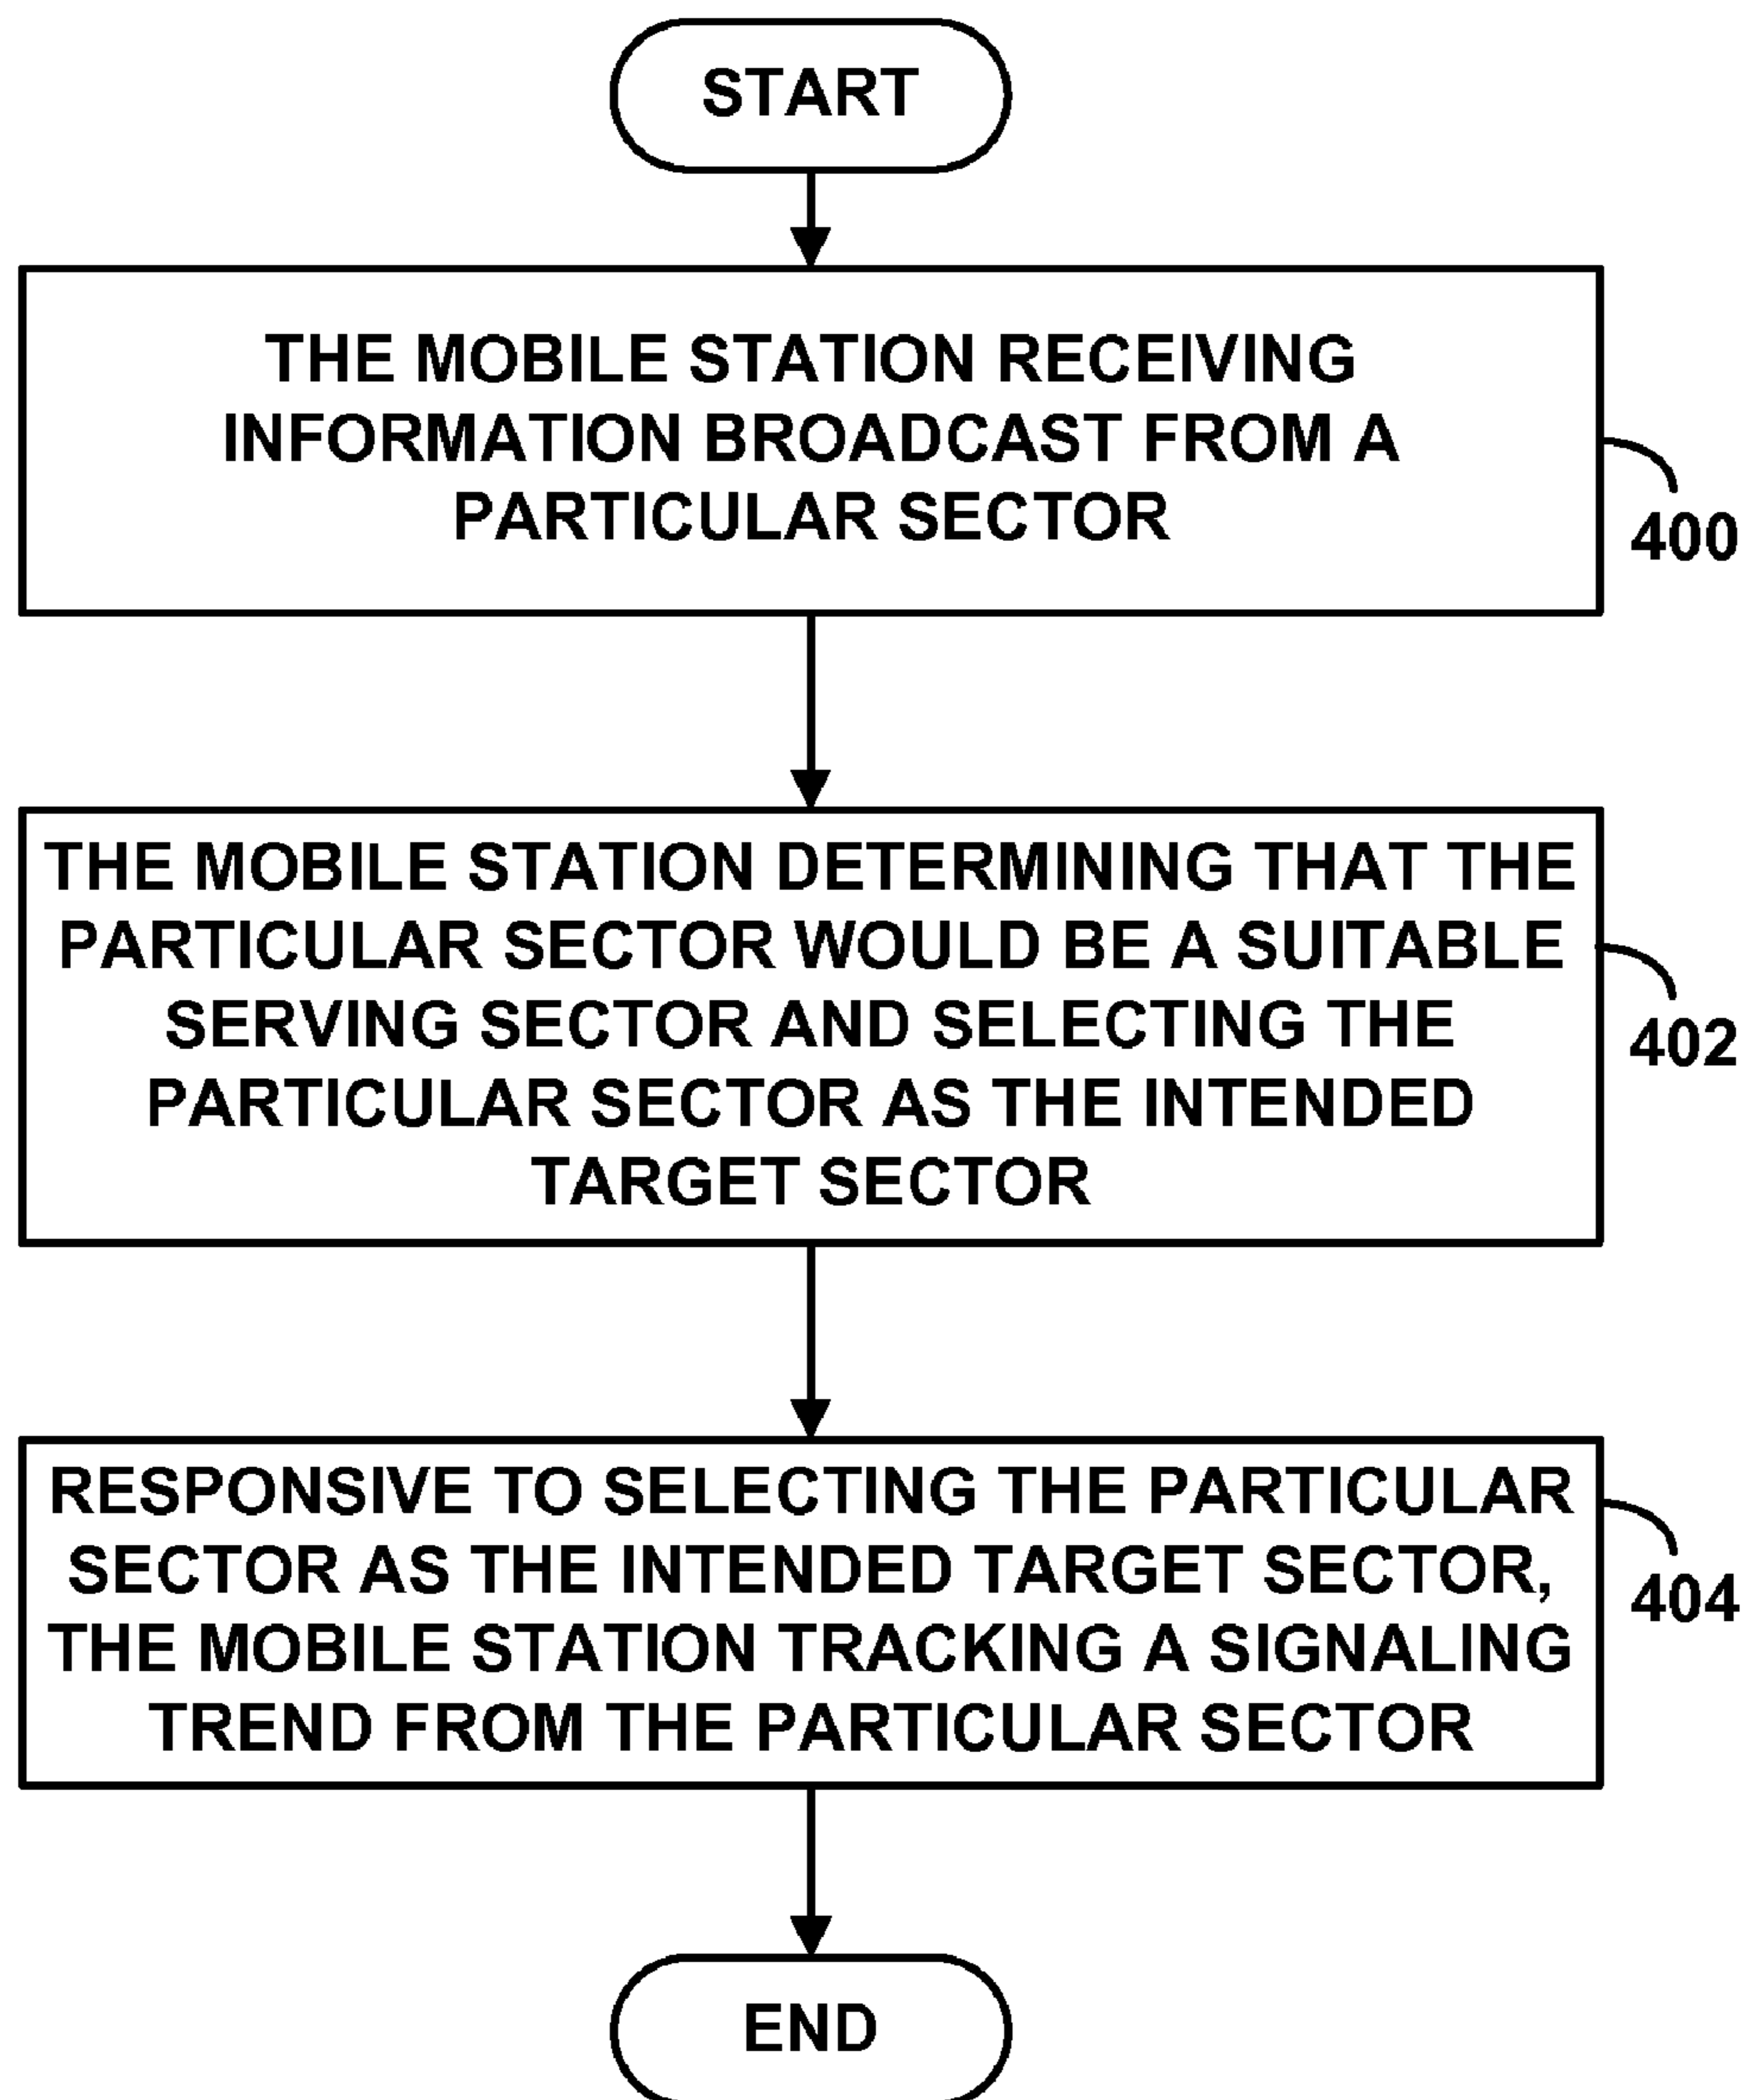 START
THE MOBILE STATION RECEIVING
INFORMATION BROADCAST FROM A
PARTICULAR SECTOR
400
THE MOBILE STATION DETERMINING THAT THE
PARTICULAR SECTOR WOULD BE A SUITABLE
SERVING SECTOR AND SELECTING THE
PARTICULAR SECTOR AS THE INTENDED
TARGET SECTOR
402
RESPONSIVE TO SELECTING THE PARTICULAR
SECTOR AS THE INTENDED TARGET SECTOR,
THE MOBILE STATION TRACKING A SIGNALING
TREND FROM THE PARTICULAR SECTOR
404
END